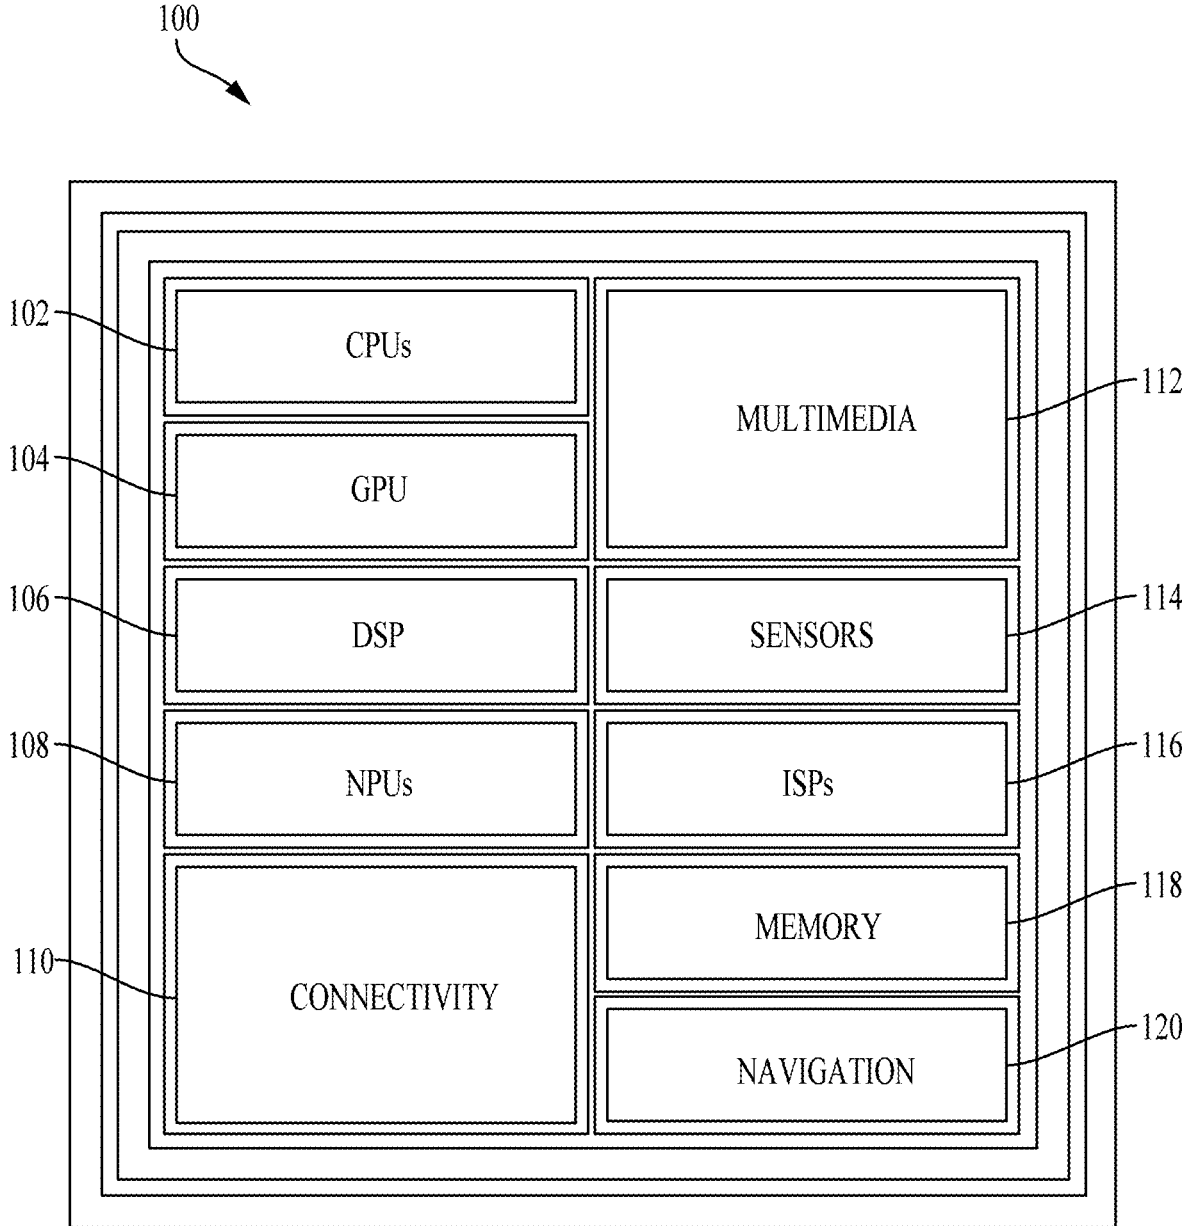 100
102
CPUs
MULTIMEDIA
112
104
GPU
106
DSP
SENSORS
114
108
NPUs
ISPs
116
MEMORY
118
110
CONNECTIVITY
NAVIGATION
120